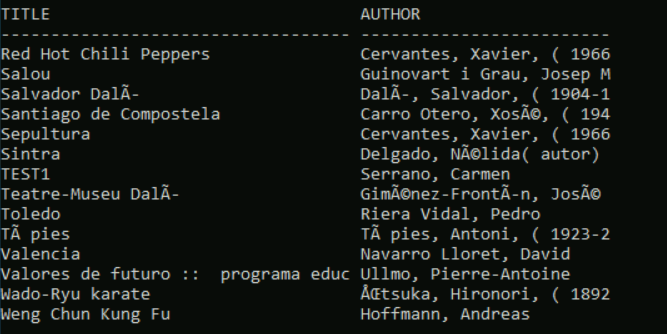 TITLE AUTHOR
----------------------------------- -------------------------
Red Hot Chili Peppers Cervantes, Xavier, ( 1966
Salou Guinovart i Grau, Josep M
Salvador DalÃ- DalÃ-, Salvador, ( 1904-1
Santiago de Compostela Carro Otero, XosÃ©, ( 194
Sepultura Cervantes, Xavier, ( 1966
Sintra Delgado, NÃ©lida( autor)
TEST1 Serrano, Carmen
Teatre-Museu DalÃ- GimÃ©nez-FrontÃ-n, JosÃ©
Toledo Riera Vidal, Pedro
TÃ pies TÃ pies, Antoni, ( 1923-2
Valencia Navarro Lloret, David
Valores de futuro ::  programa educ Ullmo, Pierre-Antoine
Wado-Ryu karate ÅŒtsuka, Hironori, ( 1892
Weng Chun Kung Fu Hoffmann, Andreas